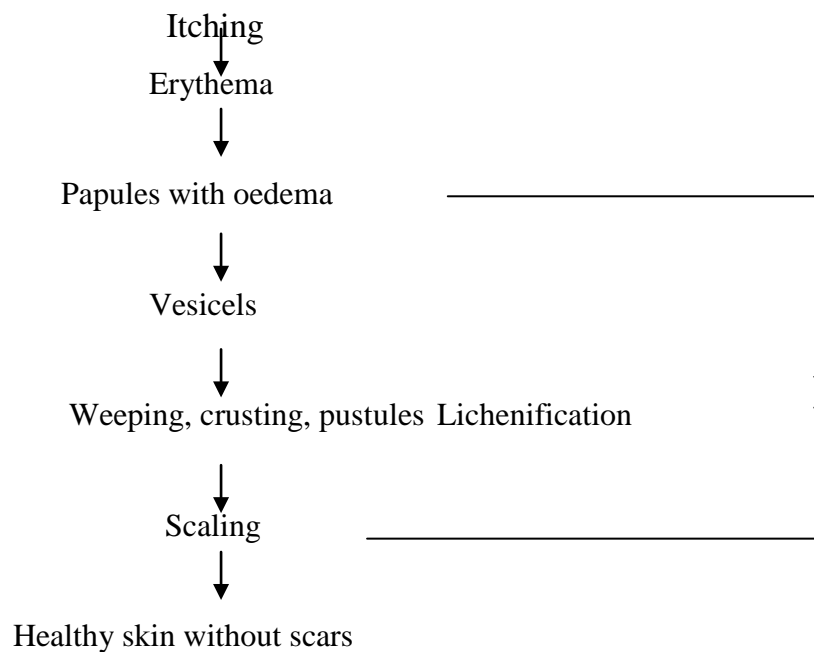 Itching
Erythema
Papules with oedema
Vesicels
Weeping, crusting, pustules Lichenification
Scaling
Healthy skin without scars